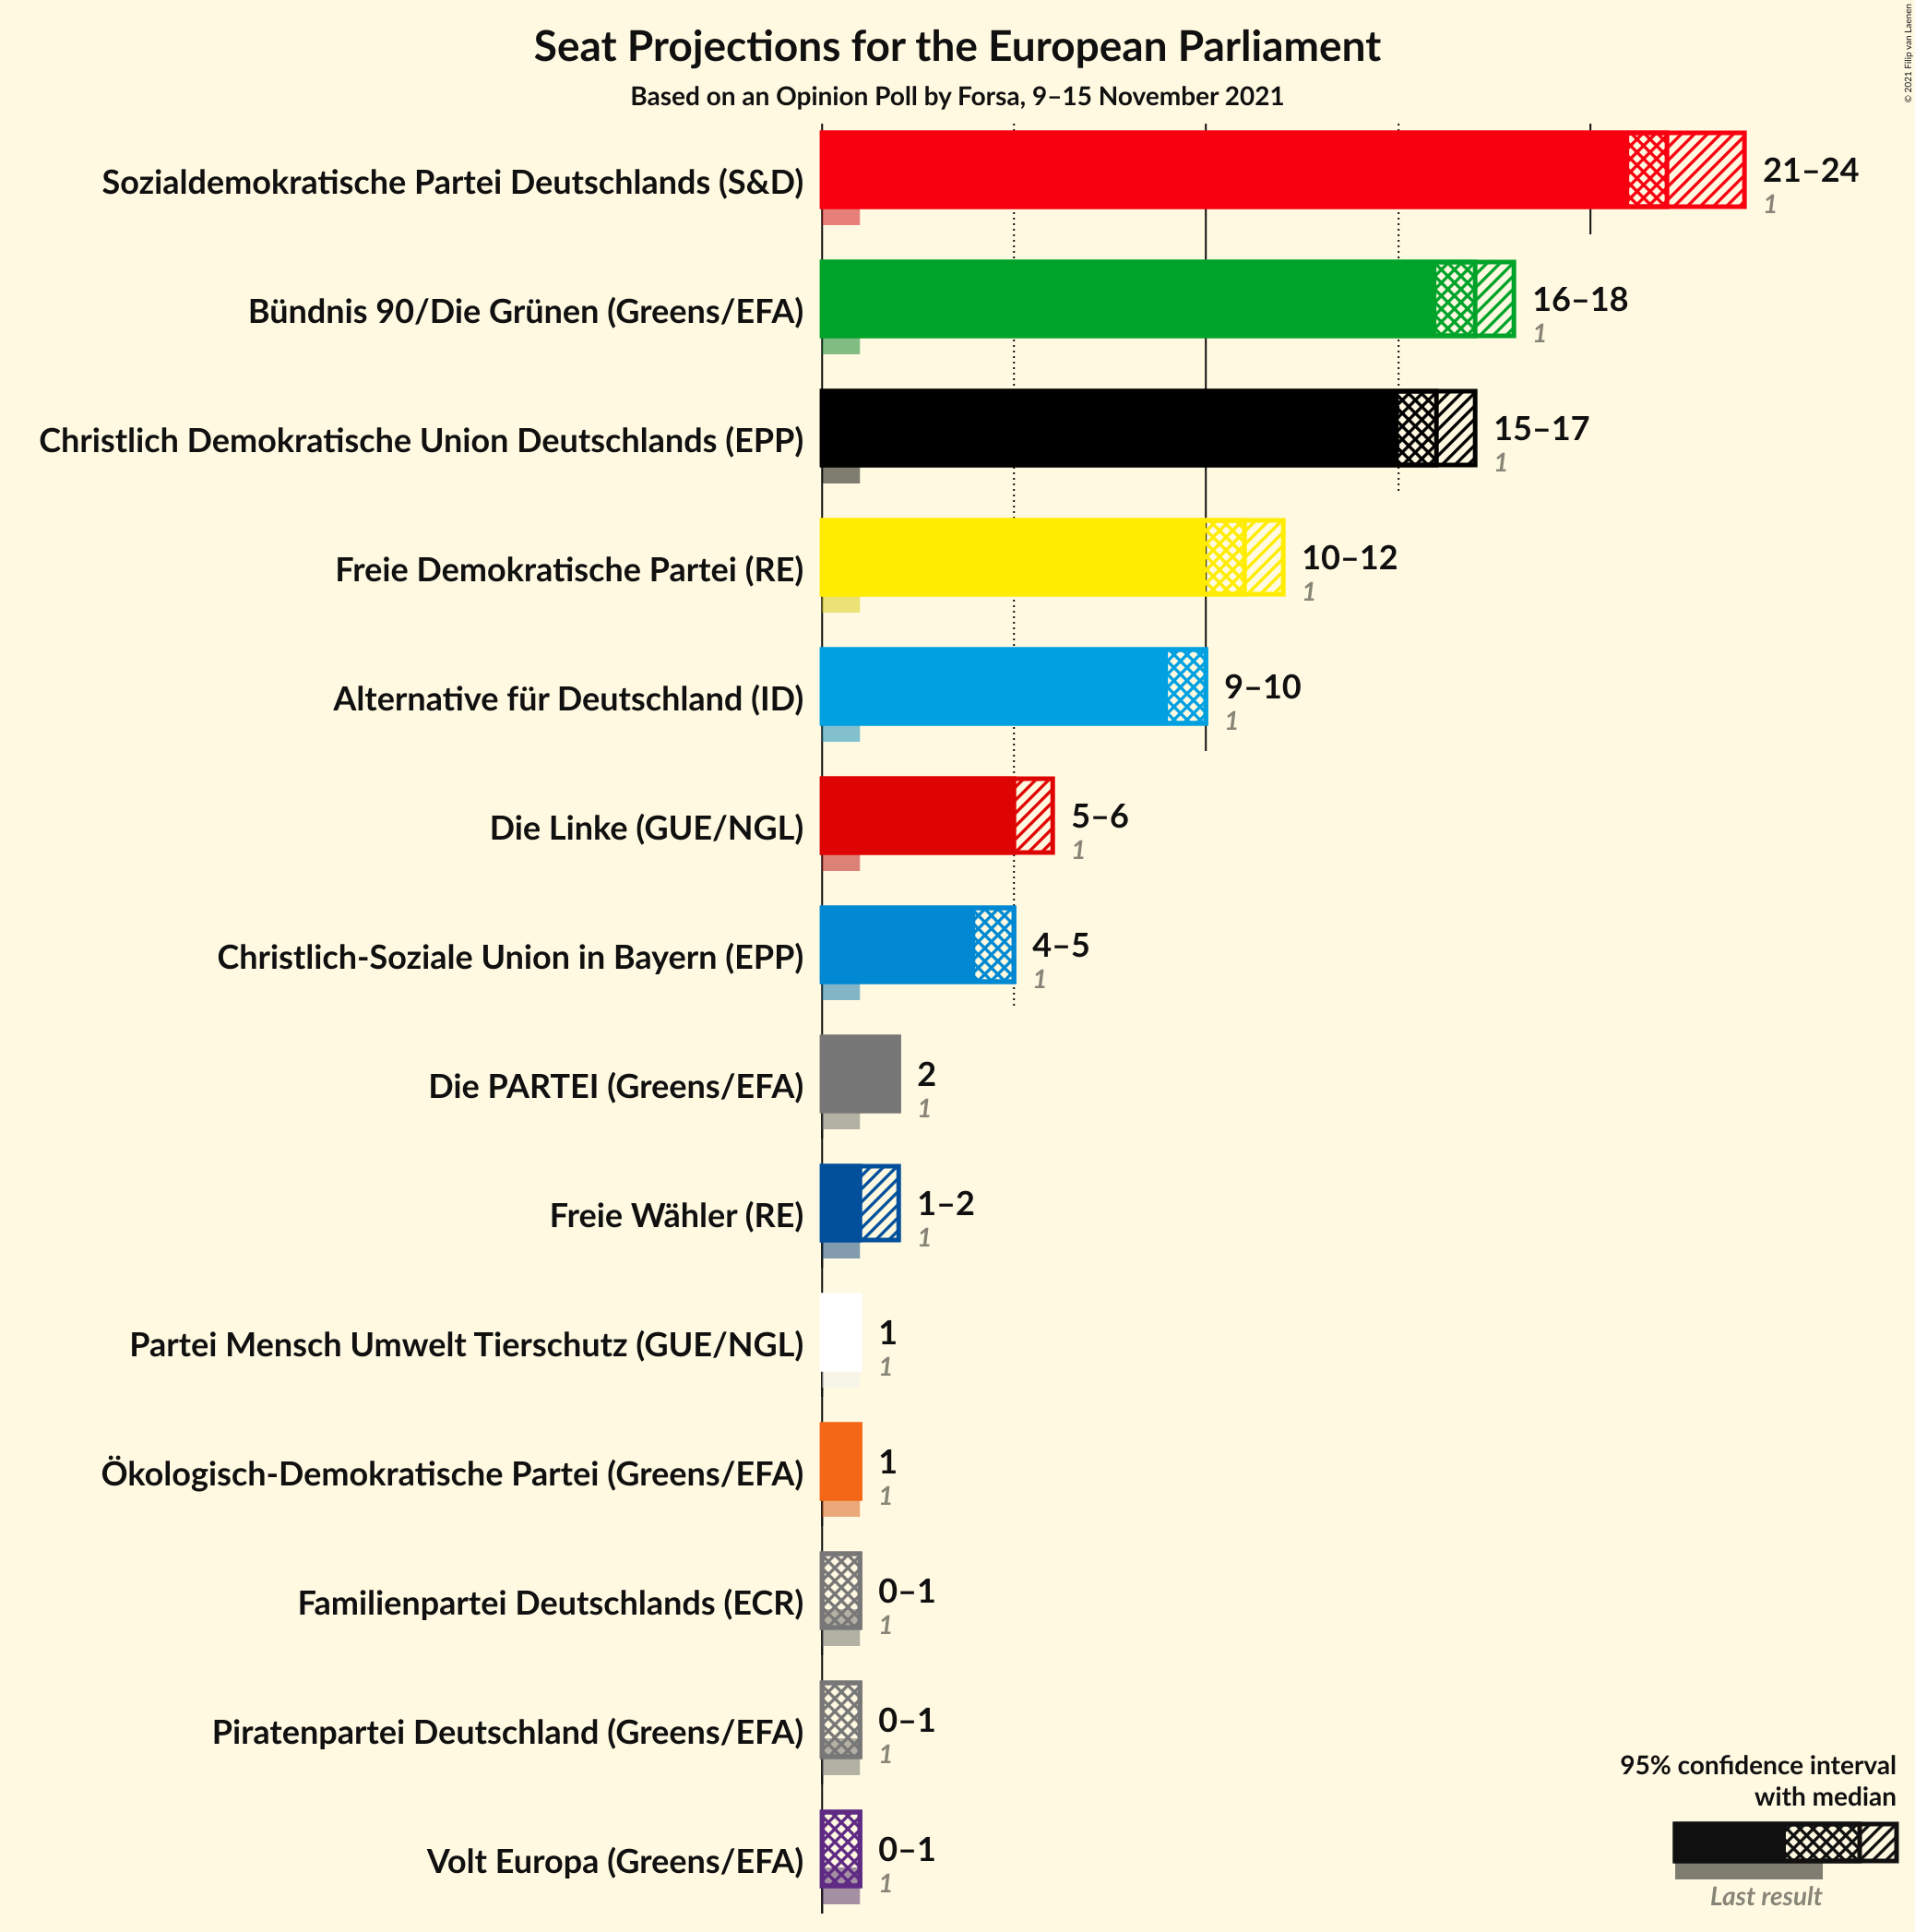 Seat Projections for the European Parliament
Based on an Opinion Poll by Forsa, 9–15 November 2021
© 2021 Filip van Laenen
Sozialdemokratische Partei Deutschlands (S&D)
21–24
1
Bündnis 90/Die Grünen (Greens/EFA)
16–18
1
Christlich Demokratische Union Deutschlands (EPP)
15–17
1
Freie Demokratische Partei (RE)
10–12
1
Alternative für Deutschland (ID)
9–10
1
Die Linke (GUE/NGL)
5–6
1
Christlich-Soziale Union in Bayern (EPP)
4–5
1
Die PARTEI (Greens/EFA)
2
1
Freie Wähler (RE)
1–2
1
Partei Mensch Umwelt Tierschutz (GUE/NGL)
1
1
Ökologisch-Demokratische Partei (Greens/EFA)
1
1
Familienpartei Deutschlands (ECR)
0–1
1
Piratenpartei Deutschland (Greens/EFA)
0–1
1
Volt Europa (Greens/EFA)
0–1
1
95% confidence interval
with median
Last result